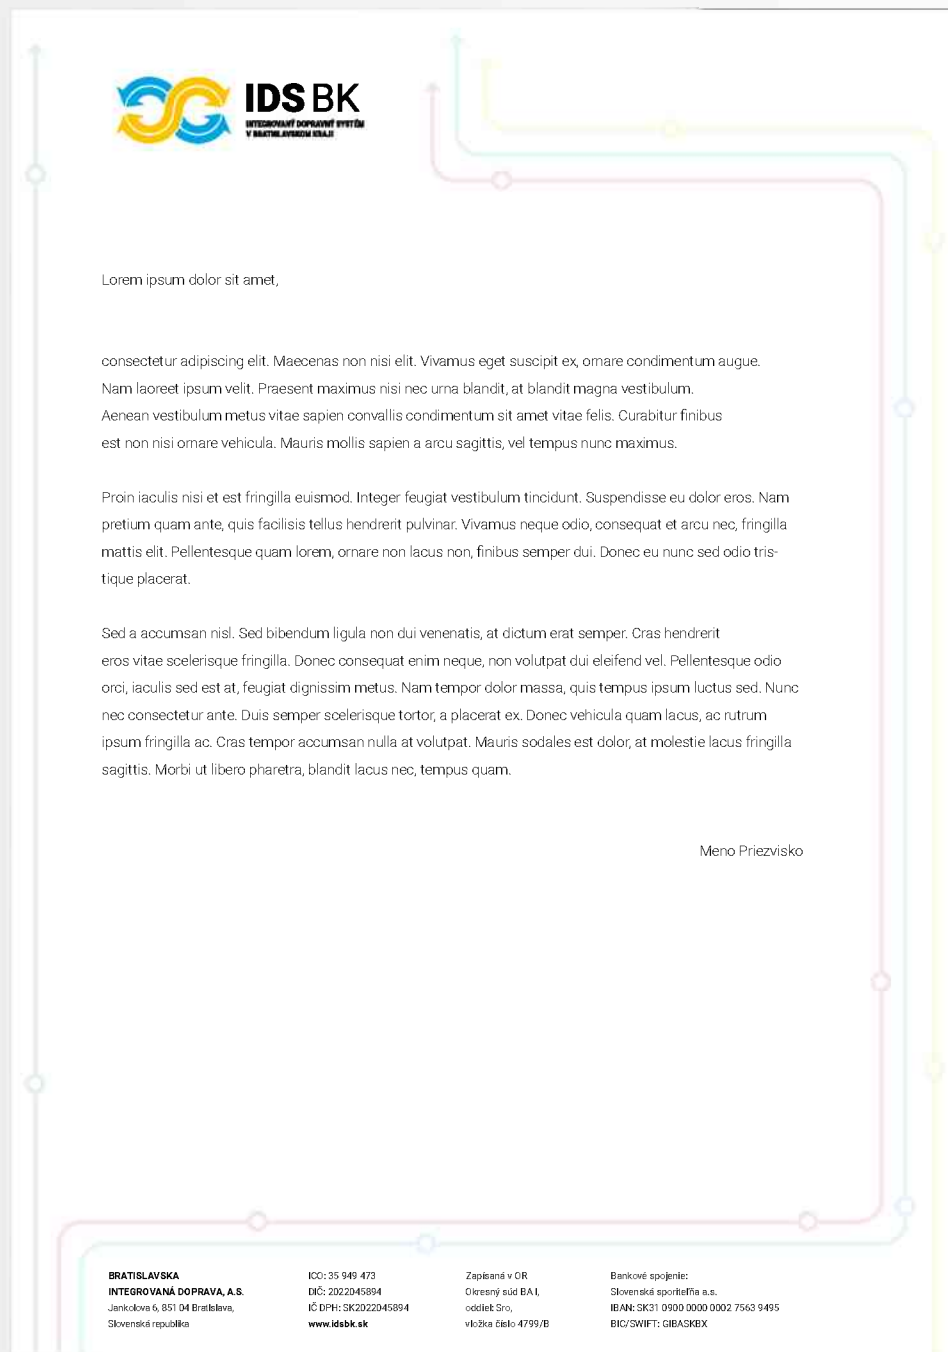 IDS BK
INTEGROVANÝ DOPRAVNÝ SYSTÉM
V BRATISLAVSKOM KRAJI
Lorem ipsum dolor sit amet,
consectetur adipiscing elit. Maecenas non nisi elit. Vivamus eget suscipit ex, ornare condimentum augue.
Nam laoreet ipsum velit. Praesent maximus nisi nec urna blandit, at blandit magna vestibulum.
Aenean vestibulum metus vitae sapien convallis condimentum sit amet vitae felis. Curabitur finibus
est non nisi ornare vehicula. Mauris mollis sapien a arcu sagittis, vel tempus nunc maximus.
Proin iaculis nisi et est fringilla euismod. Integer feugiat vestibulum tincidunt. Suspendisse eu dolor eros. Nam
pretium quam ante, quis facilisis tellus hendrerit pulvinar. Vivamus neque odio, consequat et arcu nec, fringilla
mattis elit. Pellentesque quam lorem, ornare non lacus non, finibus semper dui. Donec eu nunc sed odio tris-
tique placerat.
Sed a accumsan nisl. Sed bibendum ligula non dui venenatis, at dictum erat semper. Cras hendrerit
eros vitae scelerisque fringilla. Donec consequat enim neque, non volutpat dui eleifend vel. Pellentesque odio
orci, iaculis sed est at, feugiat dignissim metus. Nam tempor dolor massa, quis tempus ipsum luctus sed. Nunc
nec consectetur ante. Duis semper scelerisque tortor, a placerat ex. Donec vehicula quam lacus, ac rutrum
ipsum fringilla ac. Cras tempor accumsan nulla at volutpat. Mauris sodales est dolor, at molestie lacus fringilla
sagittis. Morbi ut libero pharetra, blandit lacus nec, tempus quam.
Meno Priezvisko
BRATISLAVSKA
INTEGROVANÁ DOPRAVA, A.S.
Jankolova 6, 851 04 Bratislava,
Slovenská republika
ICO: 35 949 473
DIČ: 2022045894
IČ DPH: SK2022045894
www.idsbk.sk
Zapísaná v OR
Okresný súd BA I,
oddiel: Sro,
vložka číslo 4799/B
Bankové spojenie:
Slovenská sporiteľňa a.s.
IBAN: SK31 0900 0000 0002 7563 9495
BIC/SWIFT: GIBASKBX